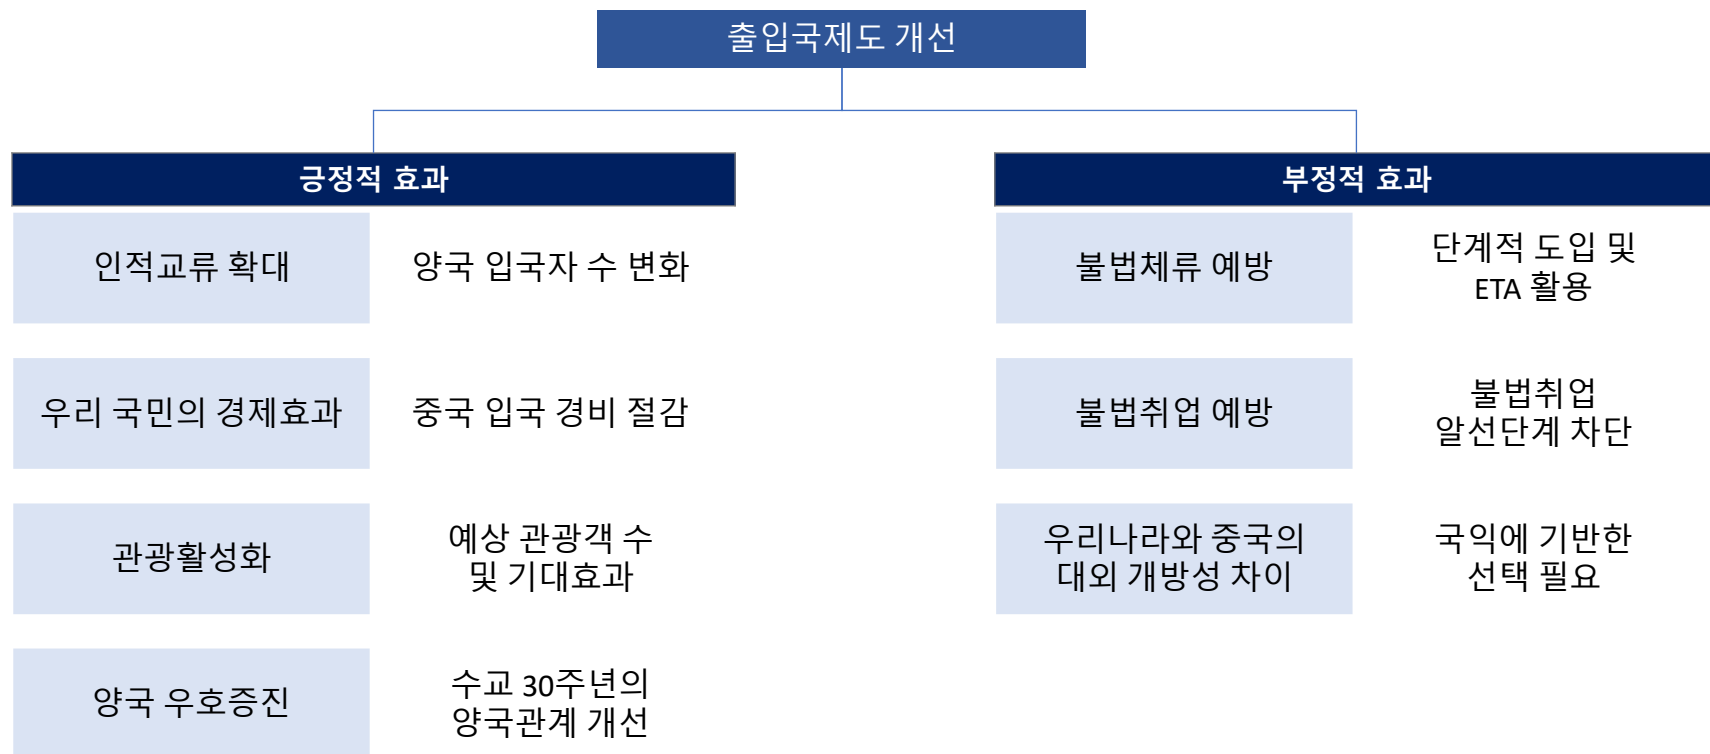 출입국제도 개선
긍정적 효과
인적교류 확대
양국 입국자 수 변화
우리 국민의 경제효과
중국 입국 경비 절감
관광활성화
예상 관광객 수
및 기대효과
양국 우호증진
수교 30주년의
양국관계 개선
부정적 효과
불법체류 예방
단계적 도입 및
ETA 활용
불법취업 예방
불법취업
알선단계 차단
우리나라와 중국의
대외 개방성 차이
국익에 기반한
선택 필요